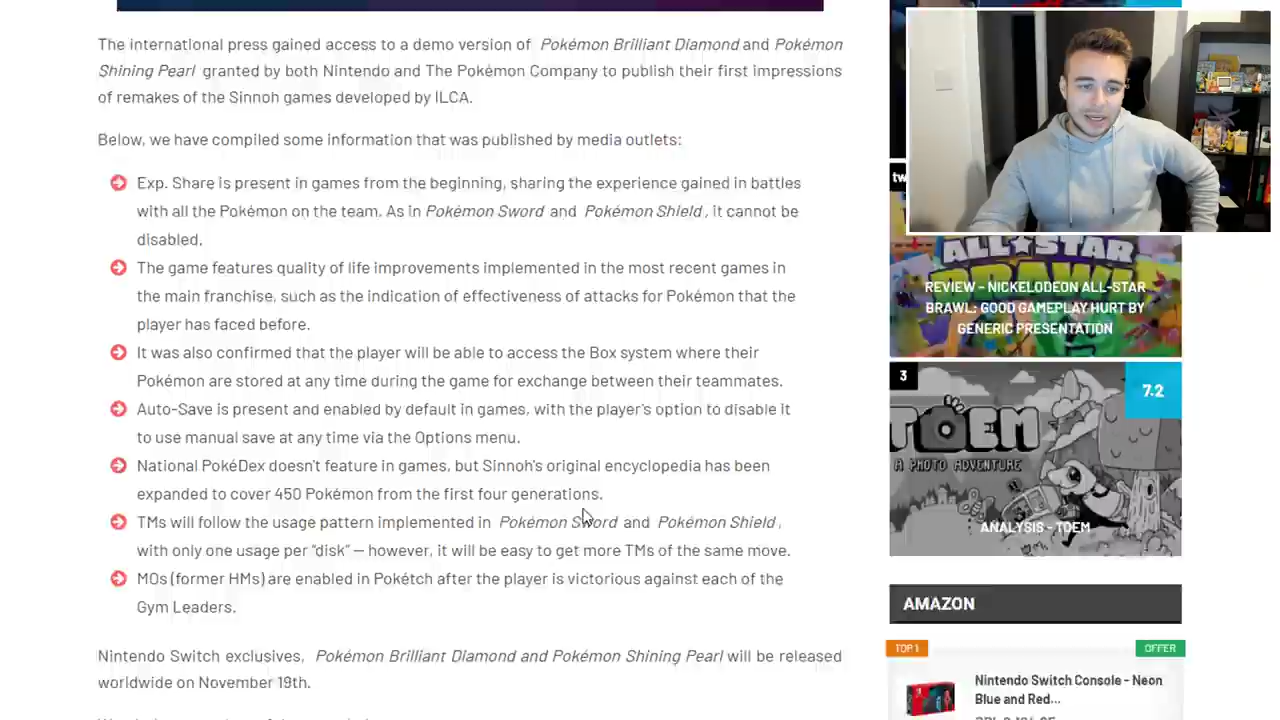 The international press gained access to a demo version of Pokémon Brilliant Diamond and Pokémon
Shining Pearl granted by both Nintendo and The Pokémon Company to publish their first impressions
of remakes of the Sinnoh games developed by ILCA.
Below, we have compiled some information that was published by media outlets:
Exp. Share is present in games from the beginning, sharing the experience gained in battles
with all the Pokémon on the team. As in Pokémon Sword and Pokémon Shield, it cannot be
disabled.
The game features quality of life improvements implemented in the most recent games in
the main franchise, such as the indication of effectiveness of attacks for Pokémon that the
player has faced before.
It was also confirmed that the player will be able to access the Box system where their
Pokémon are stored at any time during the game for exchange between their teammates.
Auto-Save is present and enabled by default in games, with the player's option to disable it
to use manual save at any time via the Options menu.
National PokéDex doesn't feature in games, but Sinnoh's original encyclopedia has been
expanded to cover 450 Pokémon from the first four generations.
TMs will follow the usage pattern implemented in Pokémon Sword and Pokémon Shield,
with only one usage per "disk" — however, it will be easy to get more TMs of the same move.
MOs (former HMs) are enabled in Pokétch after the player is victorious against each of the
Gym Leaders.
Nintendo Switch exclusives, Pokémon Brilliant Diamond and Pokémon Shining Pearl will be released
worldwide on November 19th.
tw
ALL★STAR
BRAWL
REVIEW - NICKELODEON ALL-STAR
BRAWL: GOOD GAMEPLAY HURT BY
GENERIC PRESENTATION
3
7.2
TOEM
A PHOTO ADVENTURE
ANALYSIS - TOEM
AMAZON
TOP 1
OFFER
Nintendo Switch Console - Neon
Blue and Red...